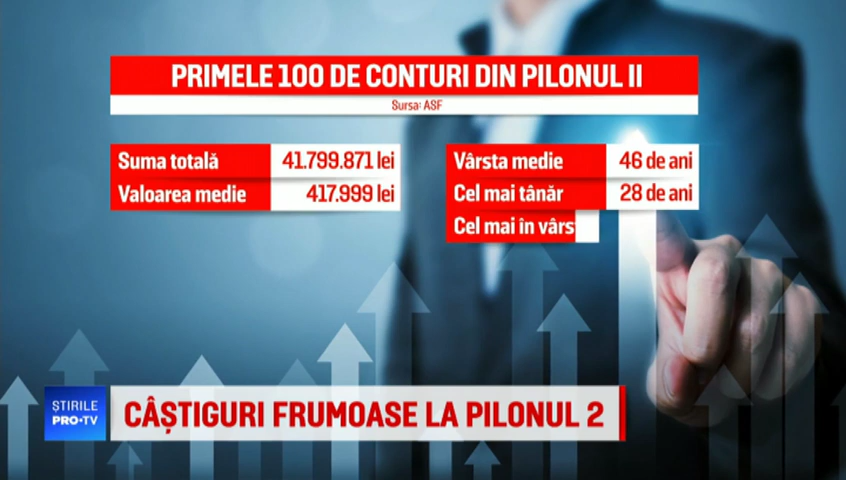 PRIMELE 100 DE CONTURI DIN PILONUL II
Sursa: ASF
Suma totală 41.799.871 lei
Valoarea medie 417.999 lei
Vârsta medie 46 de ani
Cel mai tânăr 28 de ani
Cel mai în vârs
ȘTIRILE
PRO•TV
CÂȘTIGURI FRUMOASE LA PILONUL 2